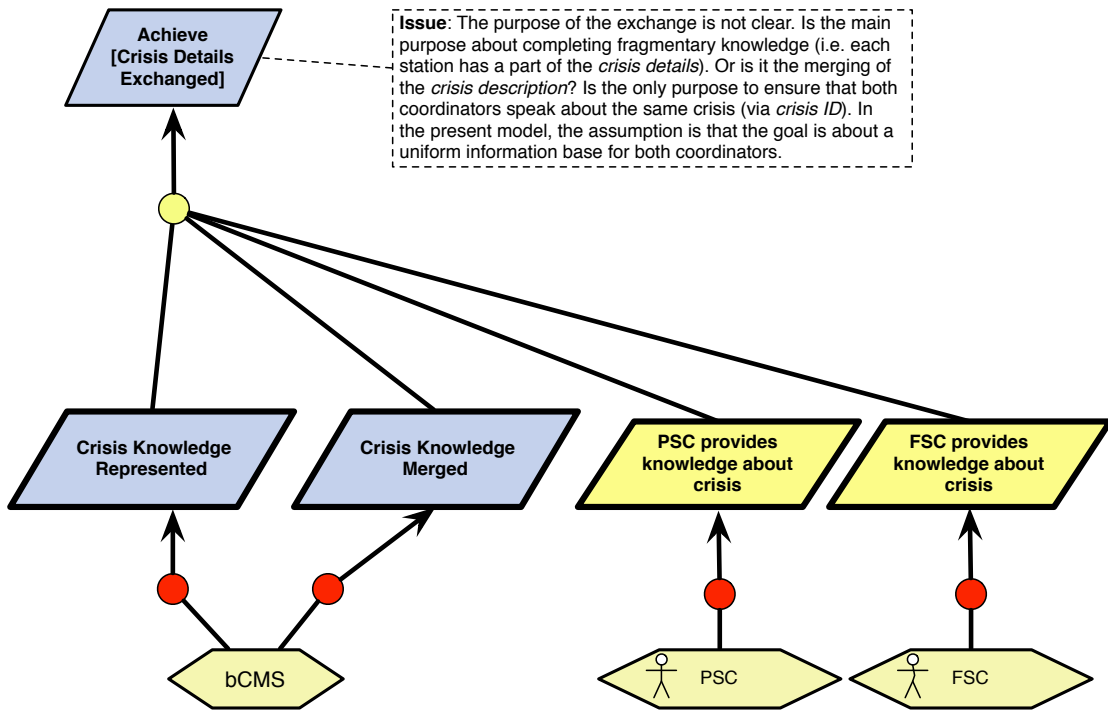 Achieve
[Crisis Details
Exchanged]
Issue: The purpose of the exchange is not clear. Is the main
purpose about completing fragmentary knowledge (i.e. each
station has a part of the crisis details). Or is it the merging of
the crisis description? Is the only purpose to ensure that both
coordinators speak about the same crisis (via crisis ID). In
the present model, the assumption is that the goal is about a
uniform information base for both coordinators.
Crisis Knowledge
Represented
Crisis Knowledge
Merged
PSC provides
knowledge about
crisis
FSC provides
knowledge about
crisis
bCMS
PSC
FSC